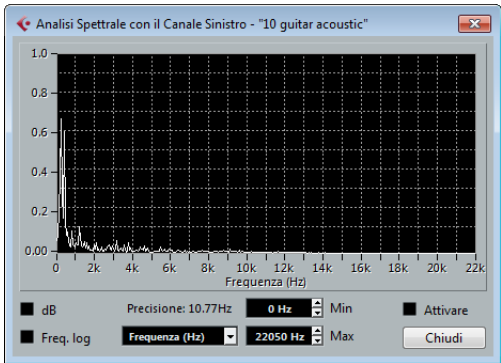 Analisi Spettrale con il Canale Sinistro - "10 guitar acoustic"
1.0
0.8
0.6
0.4
0.2
0.00
0 2k 4k 6k 8k 10k 12k 14k 16k 18k 20k 22k
Frequenza (Hz)
dB Precisione: 10.77Hz 0 Hz Min Attivare
Freq. log Frequenza (Hz) 22050 Hz Max Chiudi